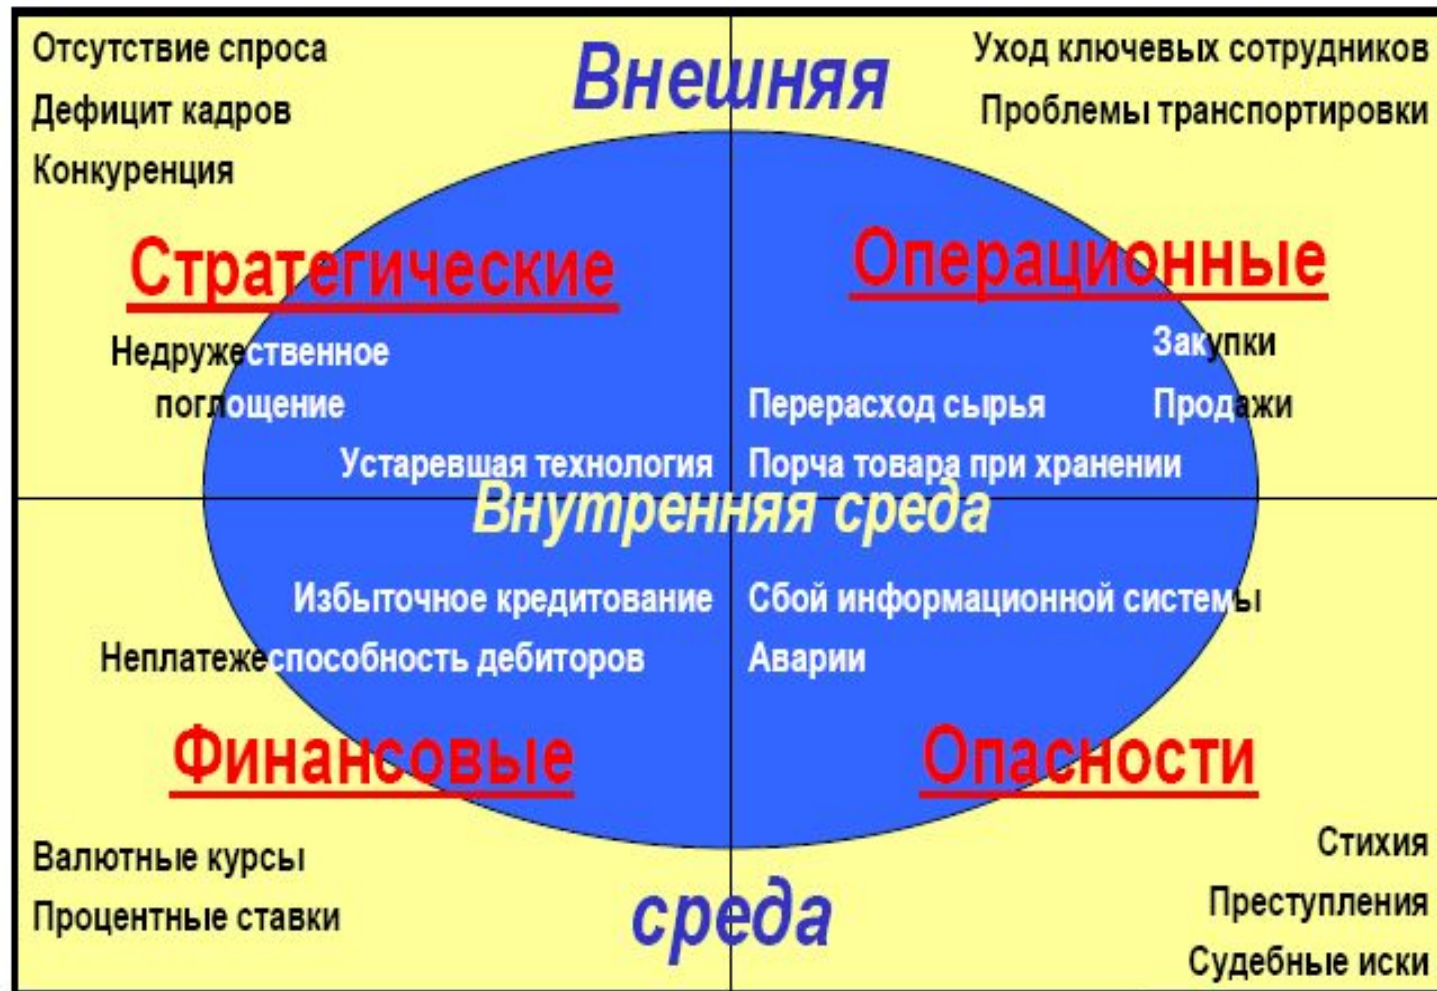 Отсутствие спроса
Дефицит кадров
Конкуренция
Внешняя
Уход ключевых сотрудников
Проблемы транспортировки
Стратегические
Недружественное
поглощение
Устаревшая технология
Операционные
Закупки
Перерасход сырья
Продажи
Порча товара при хранении
Внутренняя среда
Избыточное кредитование
Неплатежеспособность дебиторов
Финансовые
Валютные курсы
Процентные ставки
Сбой информационной системы
Аварии
Опасности
Стихия
Преступления
Судебные иски
среда